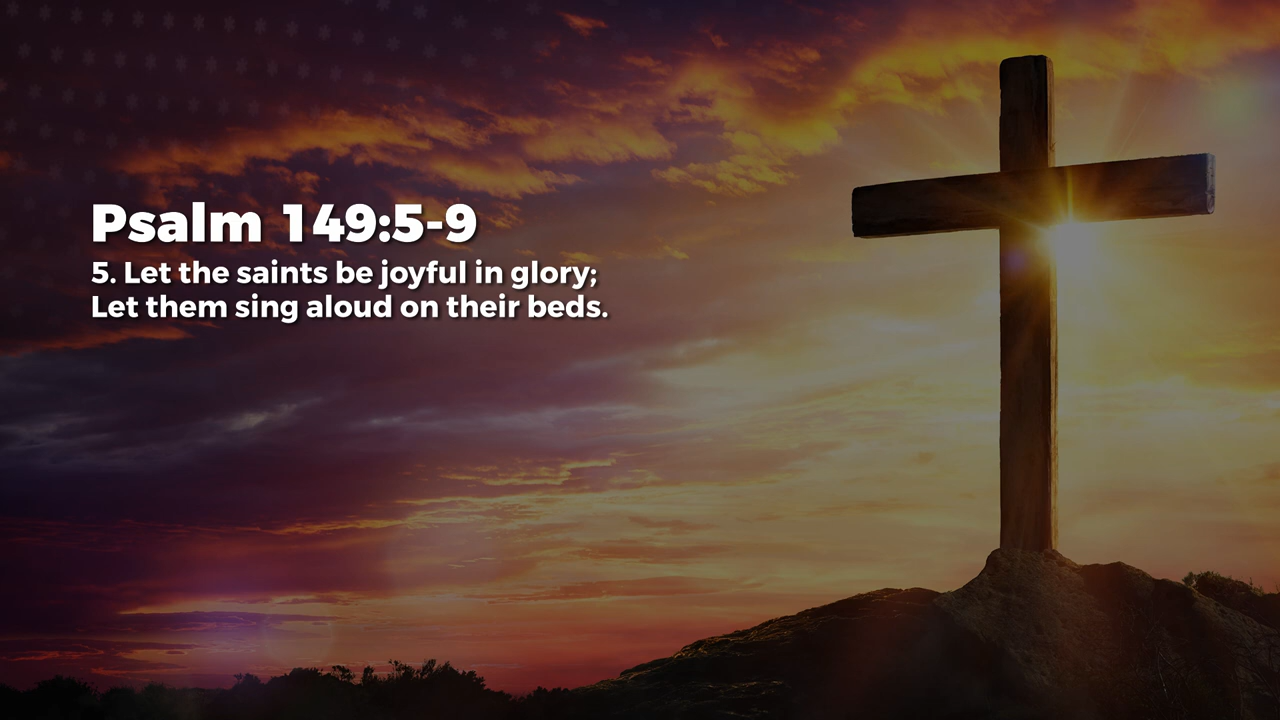 Psalm 149:5-9
5. Let the saints be joyful in glory;
Let them sing aloud on their beds.